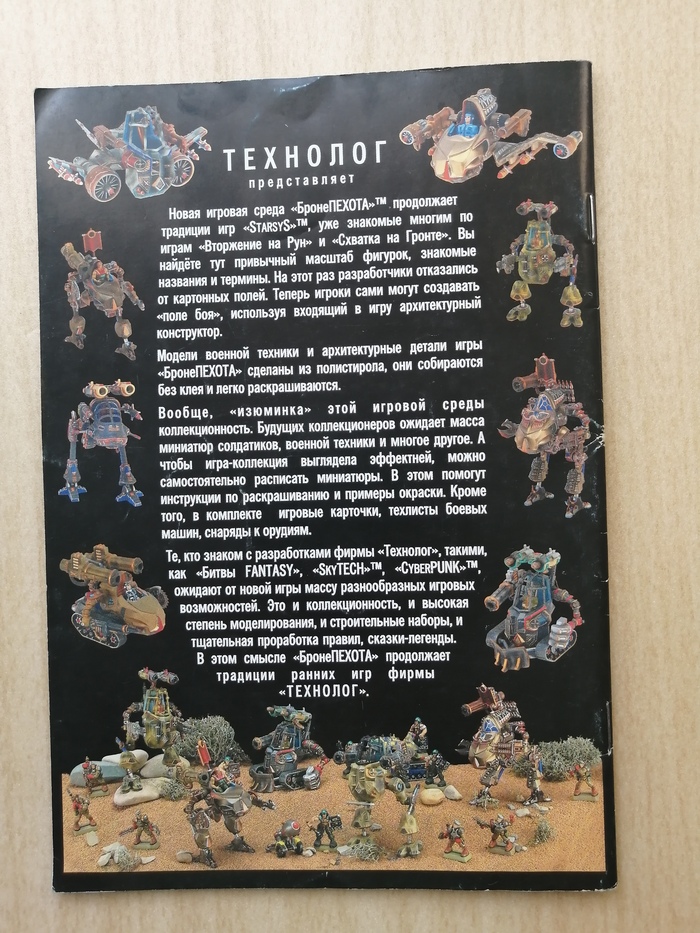 ТЕХНОЛОГ
представляет
Новая игровая среда «БронеПЕХОТА»™ продолжает
традиции игр «STARSYS»™, уже знакомые многим по
играм «Вторжение на Рун» и «Схватка на Гронте». Вы
найдёте тут привычный масштаб фигурок, знакомые
названия и термины. На этот раз разработчики отказались
от картонных полей. Теперь игроки сами могут создавать
«поле боя», используя входящий в игру архитектурный
конструктор.
Модели военной техники и архитектурные детали игры
«БронеПЕХОТА» сделаны из полистирола, они собираются
без клея и легко раскрашиваются.
Вообще, «изюминка» этой игровой среды
коллекционность. Будущих коллекционеров ожидает масса
миниатюр солдатиков, военной техники и многое другое. А
чтобы игра-коллекция выглядела эффектней, можно
самостоятельно расписать миниатюры. В этом помогут
инструкции по раскрашиванию и примеры окраски. Кроме
того, в комплекте игровые карточки, техлисты боевых
машин, снаряды к орудиям.
Те, кто знаком с разработками фирмы «Технолог», такими,
как «Битвы FANTASY», «SKYTECH»™, «CYBERPUNK»™,
ожидают от новой игры массу разнообразных игровых
возможностей. Это и коллекционность, и высокая
степень моделирования, и строительные наборы, и
тщательная проработка правил, сказки-легенды.
В этом смысле «БронеПЕХОТА» продолжает
традиции ранних игр фирмы
«ТЕХНОЛОГ».